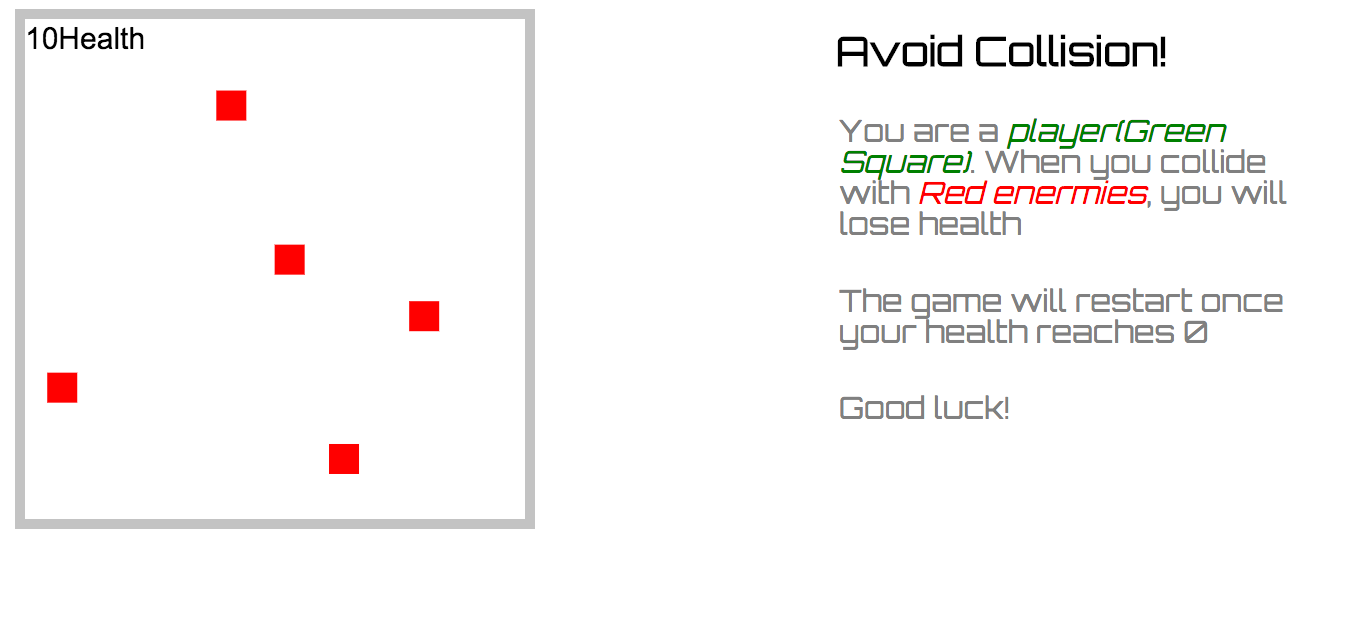 10Health
Avoid Collision!
You are a player(Green
Square). When you collide
with Red enermies, you will
lose health
The game will restart once
your health reaches 0
Good luck!